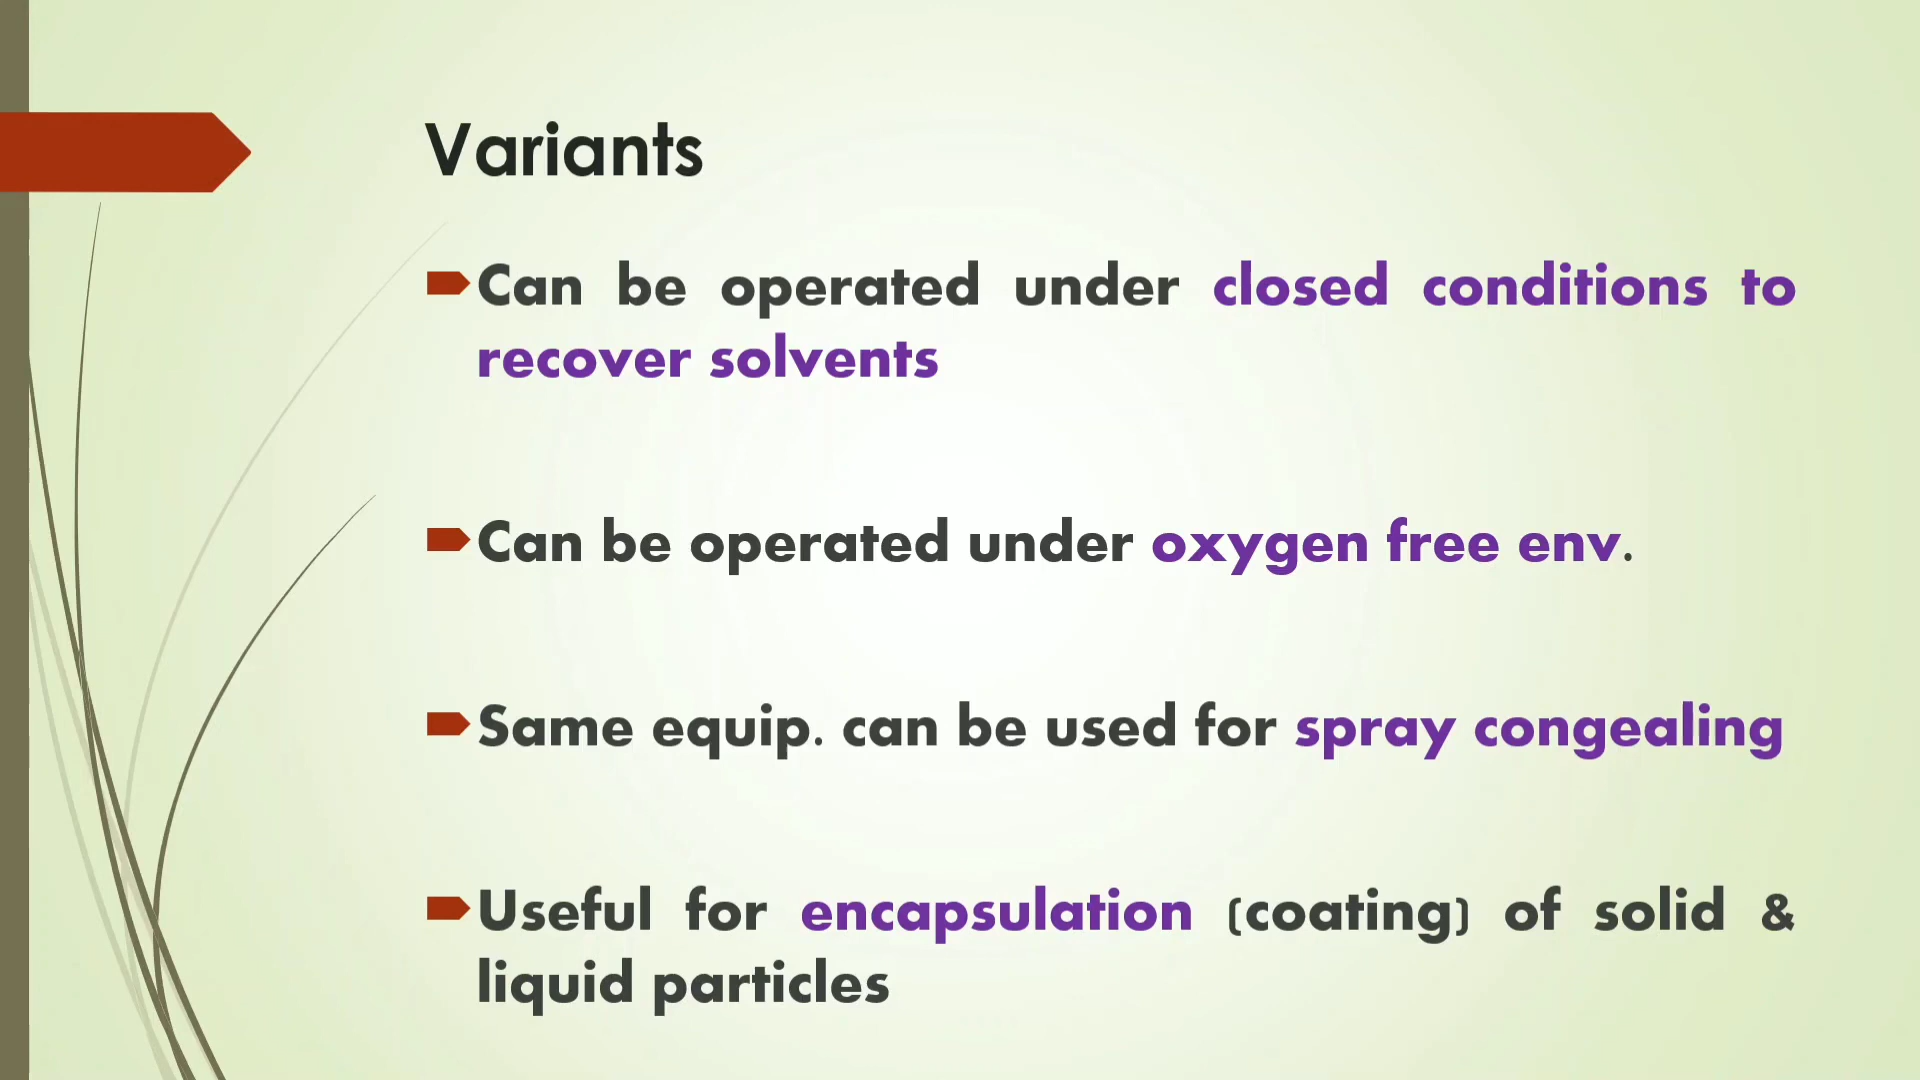 Variants
Can be operated under closed conditions to
recover solvents
Can be operated under oxygen free env.
Same equip. can be used for spray congealing
Useful for encapsulation (coating) of solid &
liquid particles